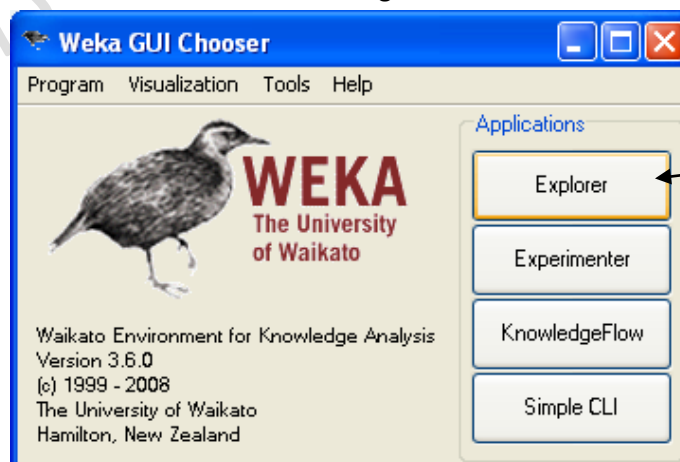 Weka GUI Chooser
Program Visualization Tools Help
WEKA
The University
of Waikato
Waikato Environment for Knowledge Analysis
Version 3.6.0
(c) 1999 - 2008
The University of Waikato
Hamilton, New Zealand
Applications
Explorer
Experimenter
KnowledgeFlow
Simple CLI